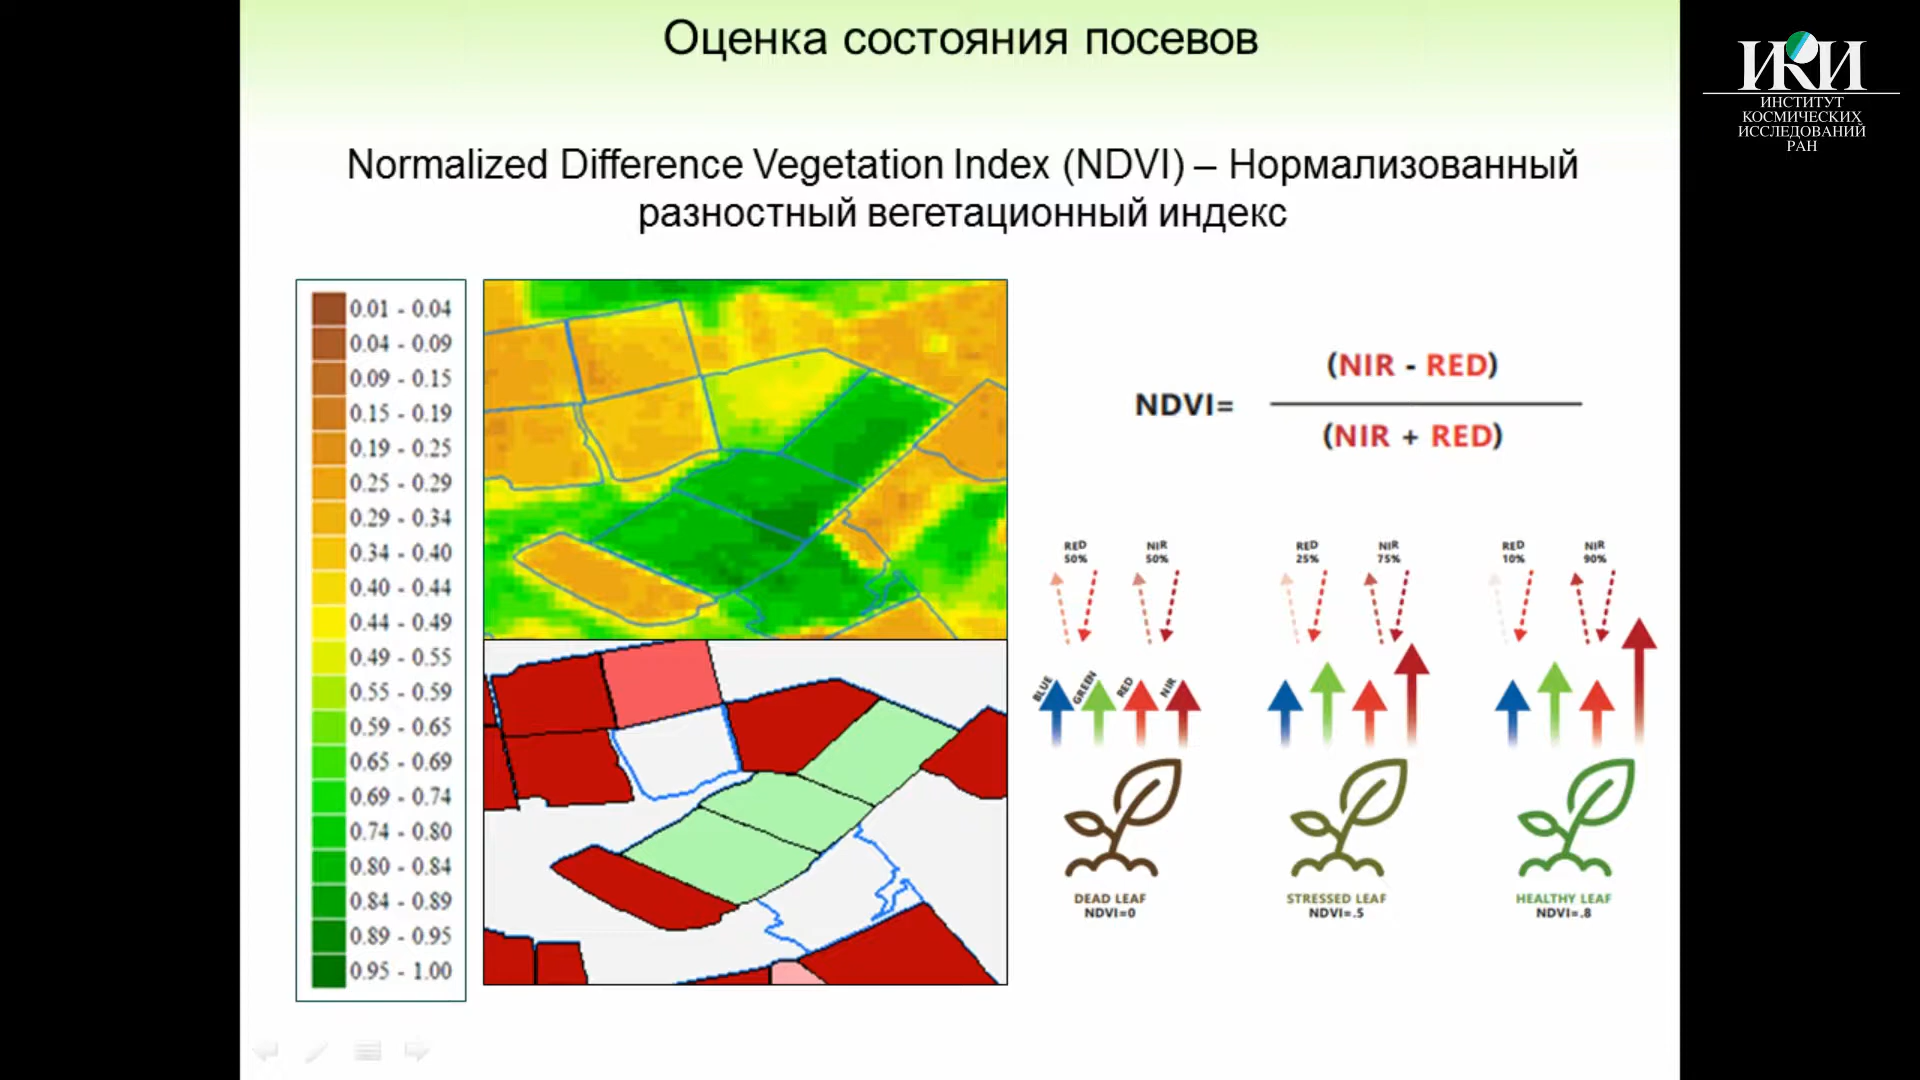 Оценка состояния посевов
ИКИ
ИНСТИТУТ
КОСМИЧЕСКИХ
ИССЛЕДОВАНИЙ
РАН
Normalized Difference Vegetation Index (NDVI) – Нормализованный
разностный вегетационный индекс
0.01 - 0.04
0.04 - 0.09
0.09 - 0.15
0.15 - 0.19
0.19 - 0.25
0.25 - 0.29
0.29 - 0.34
0.34 - 0.40
0.40 - 0.44
0.44 - 0.49
0.49 - 0.55
0.55 - 0.59
0.59 - 0.65
0.65 - 0.69
0.69 - 0.74
0.74 - 0.80
0.80 - 0.84
0.84 - 0.89
0.89 - 0.95
0.95 - 1.00
(NIR - RED)
NDVI=
(NIR + RED)
RED
50%
NIR
50%
RED
25%
NIR
75%
RED
10%
NIR
90%
BLUE
GREEN
RED
NIR
DEAD LEAF
NDVI=0
STRESSED LEAF
NDVI=.5
HEALTHY LEAF
NDVI=.8